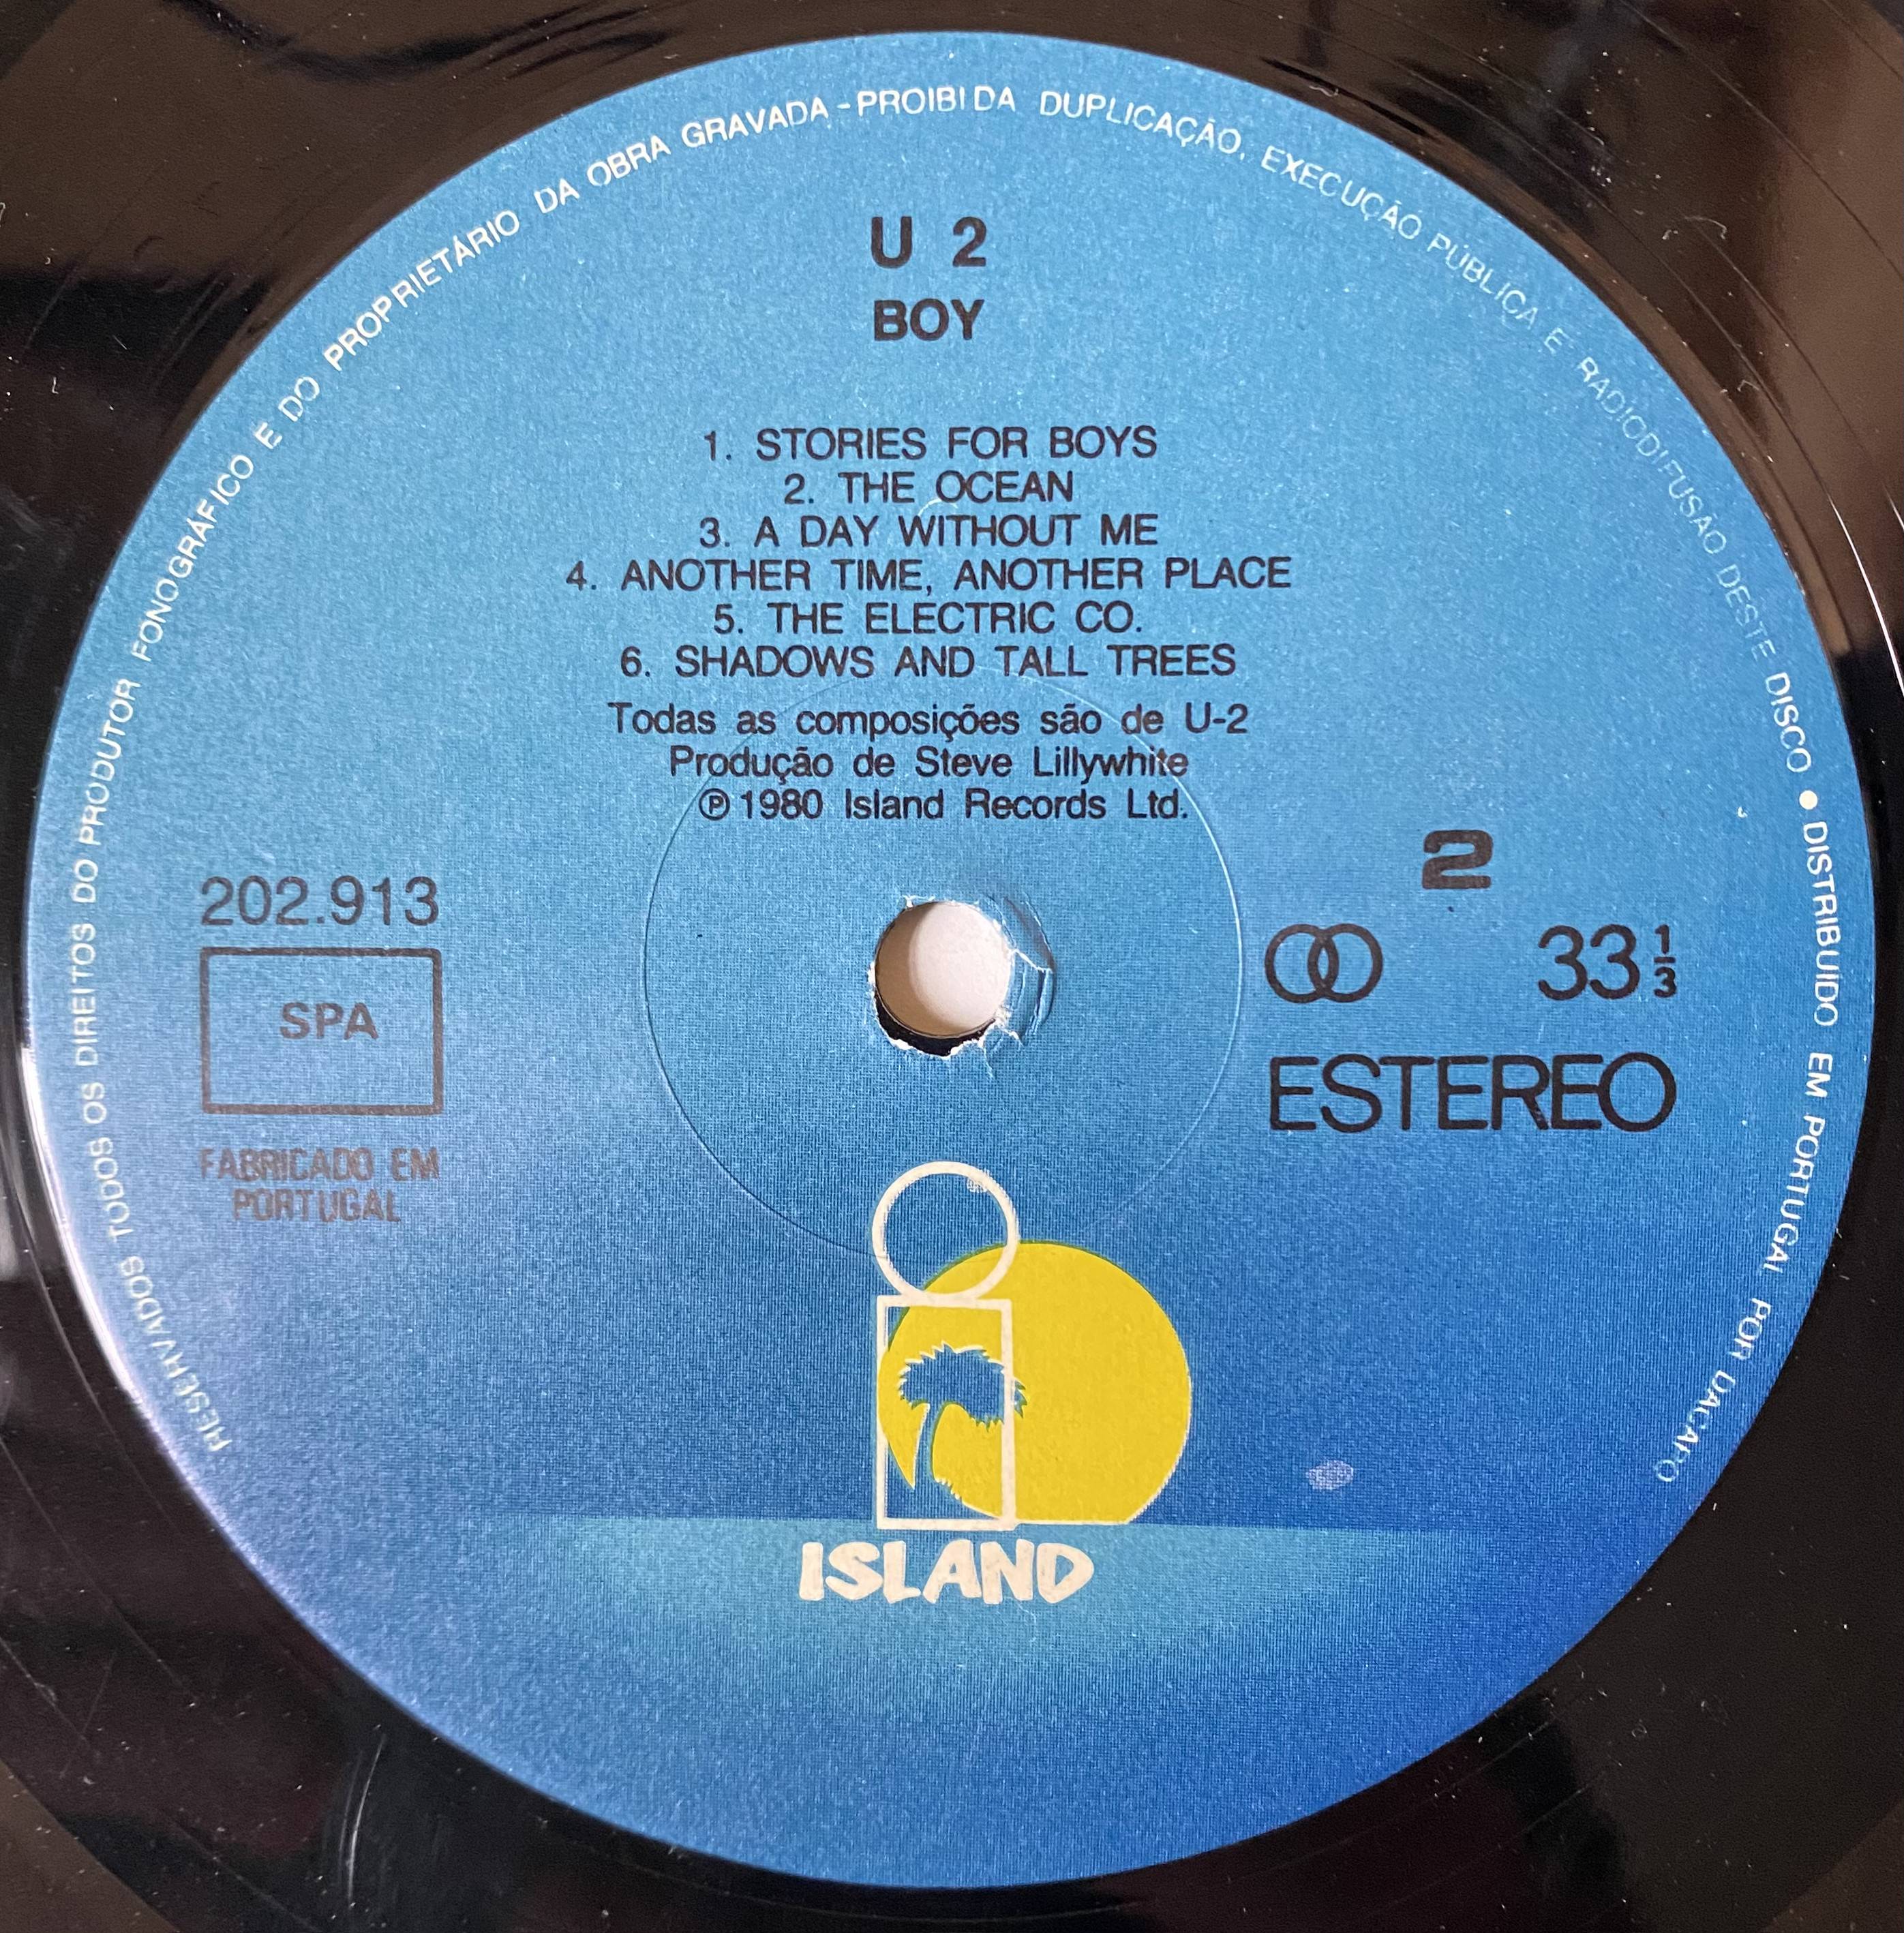 RESERVADOS TODOS OS DIREITOS DO PRODUTOR FONOGRÁFICO E DO PROPRIETÁRIO DA OBRA GRAVADA - PROIBIDA DUPLICAÇÃO, EXECUÇÃO PÚBLICA E RADIODIFUSÃO DESTE DISCO ● DISTRIBUIDO EM PORTUGAL POR DACAPO
U 2
BOY
1. STORIES FOR BOYS
2. THE OCEAN
3. A DAY WITHOUT ME
4. ANOTHER TIME, ANOTHER PLACE
5. THE ELECTRIC CO.
6. SHADOWS AND TALL TREES
Todas as composições são de U-2
Produção de Steve Lillywhite
℗ 1980 Island Records Ltd.
202.913
SPA
FABRICADO EM
PORTUGAL
2
33 1/3
ESTEREO
ISLAND